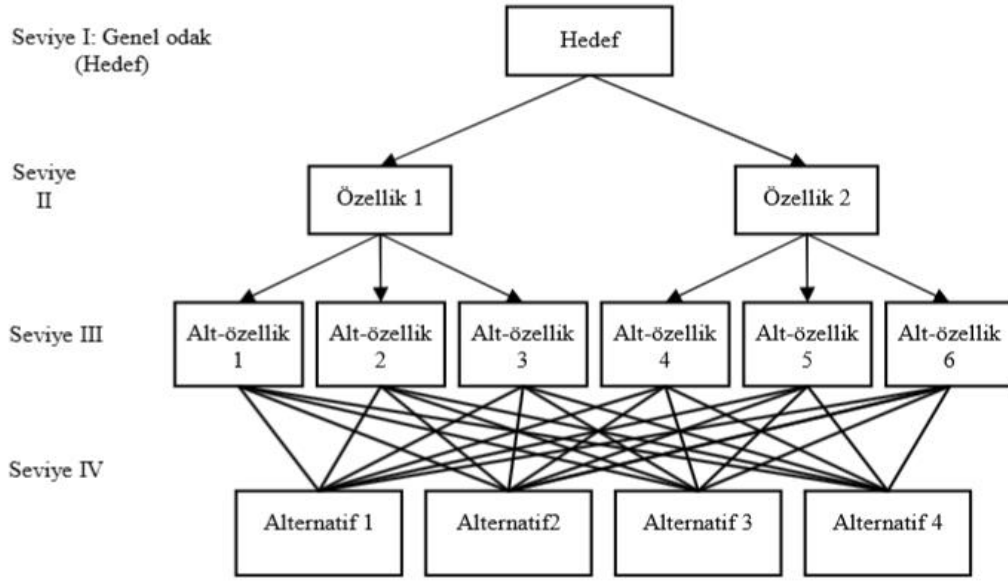 Seviye I: Genel odak
(Hedef)
Hedef
Seviye
II
Özellik 1
Özellik 2
Seviye III
Alt-özellik
1
Alt-özellik
2
Alt-özellik
3
Alt-özellik
4
Alt-özellik
5
Alt-özellik
6
Seviye IV
Alternatif 1
Alternatif2
Alternatif 3
Alternatif 4